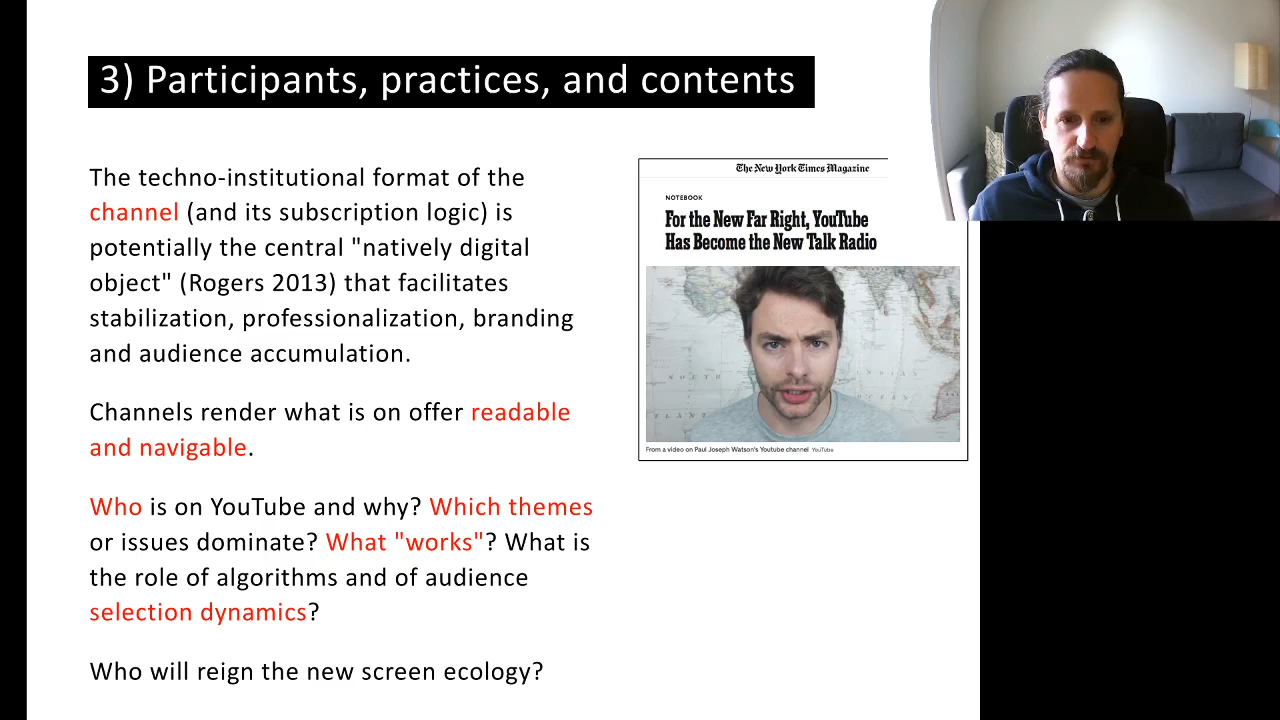 3) Participants, practices, and contents
The techno-institutional format of the
channel (and its subscription logic) is
potentially the central "natively digital
object" (Rogers 2013) that facilitates
stabilization, professionalization, branding
and audience accumulation.
Channels render what is on offer readable
and navigable.
Who is on YouTube and why? Which themes
or issues dominate? What "works"? What is
the role of algorithms and of audience
selection dynamics?
Who will reign the new screen ecology?
The New York Times Magazine
NOTEBOOK
For the New Far Right, YouTube
Has Become the New Talk Radio
SOUTH
INDIAN
From a video on Paul Joseph Watson's Youtube channel YouTube